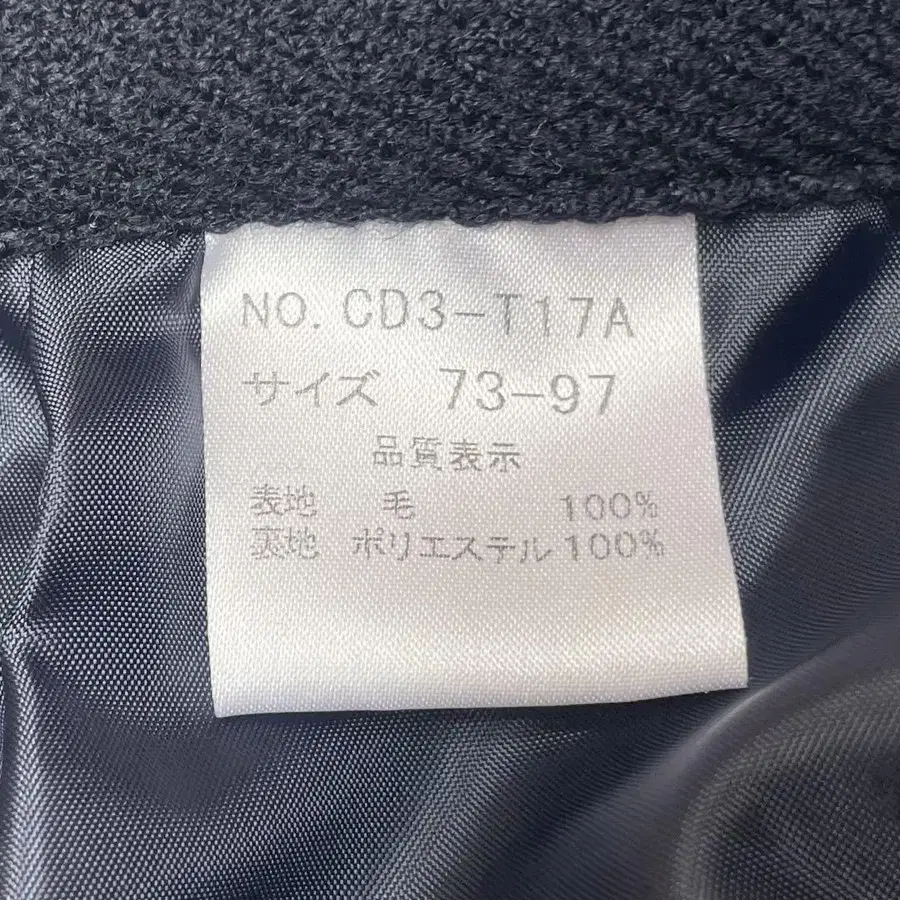 NO. CD3-T17A
サイズ 73-97
品質表示
表地 毛 100%
裏地 ポリエステル 100%